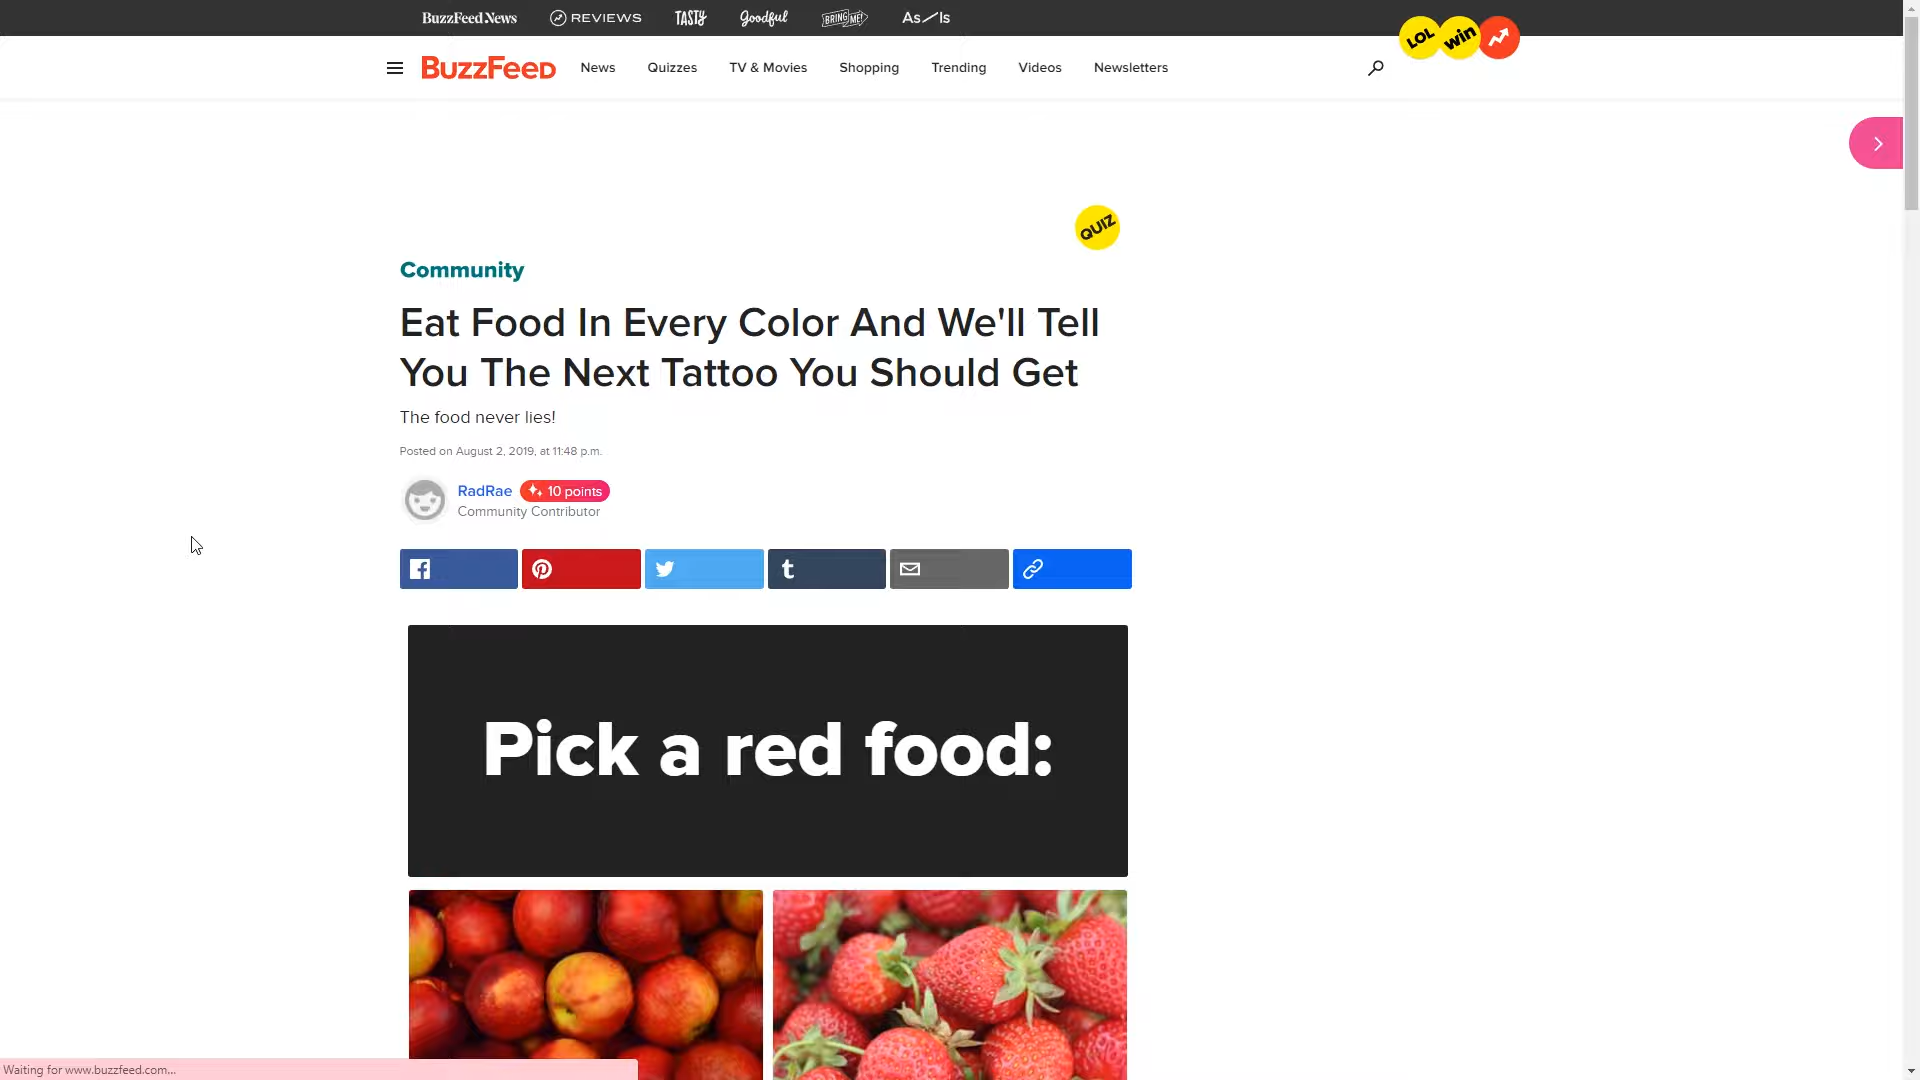 BuzzFeed News REVIEWS TASTY Goodful BRING ME! As/Is
LOL win
BuzzFeed News Quizzes TV & Movies Shopping Trending Videos Newsletters
QUIZ
Community
Eat Food In Every Color And We'll Tell
You The Next Tattoo You Should Get
The food never lies!
Posted on August 2, 2019, at 11:48 p.m.
RadRae 10 points
Community Contributor
Pick a red food:
Waiting for www.buzzfeed.com...